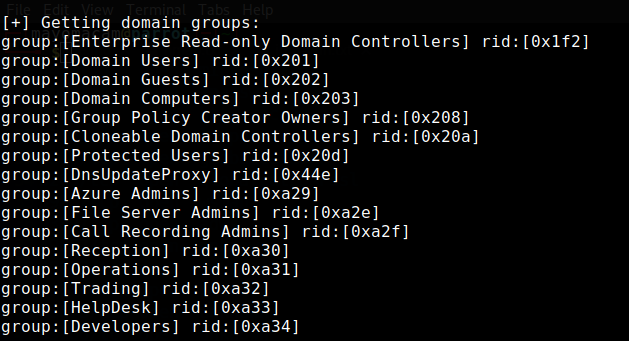 File Edit View Terminal Tabs Help
[+] Getting domain groups:
group:[Enterprise Read-only Domain Controllers] rid:[0x1f2]
group:[Domain Users] rid:[0x201]
group:[Domain Guests] rid:[0x202]
group:[Domain Computers] rid:[0x203]
group:[Group Policy Creator Owners] rid:[0x208]
group:[Cloneable Domain Controllers] rid:[0x20a]
group:[Protected Users] rid:[0x20d]
group:[DnsUpdateProxy] rid:[0x44e]
group:[Azure Admins] rid:[0xa29]
group:[File Server Admins] rid:[0xa2e]
group:[Call Recording Admins] rid:[0xa2f]
group:[Reception] rid:[0xa30]
group:[Operations] rid:[0xa31]
group:[Trading] rid:[0xa32]
group:[HelpDesk] rid:[0xa33]
group:[Developers] rid:[0xa34]